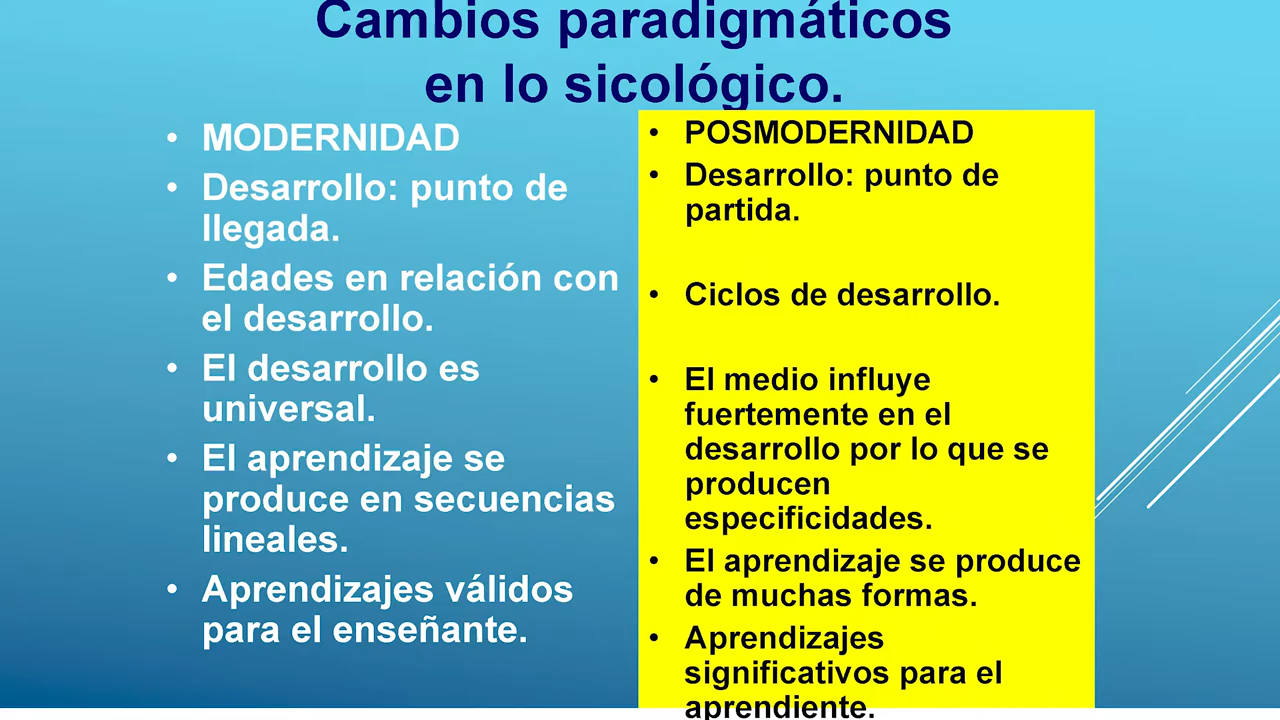 Cambios paradigmáticos
en lo sicológico.
• MODERNIDAD
• Desarrollo: punto de
llegada.
• Edades en relación con
el desarrollo.
• El desarrollo es
universal.
• El aprendizaje se
produce en secuencias
lineales.
• Aprendizajes válidos
para el enseñante.
• POSMODERNIDAD
• Desarrollo: punto de
partida.
• Ciclos de desarrollo.
• El medio influye
fuertemente en el
desarrollo por lo que se
producen
especificidades.
• El aprendizaje se produce
de muchas formas.
• Aprendizajes
significativos para el
aprendiente.